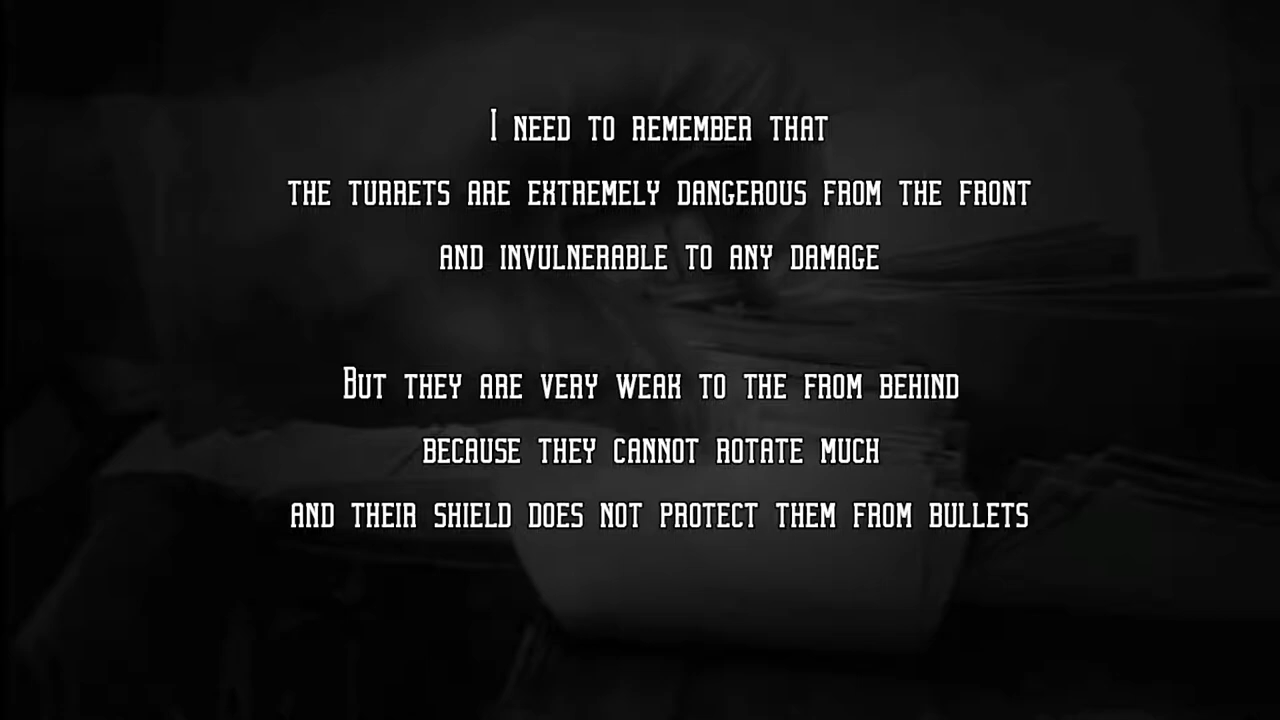 I need to remember that
the turrets are extremely dangerous from the front
and invulnerable to any damage
But they are very weak to the from behind
because they cannot rotate much
and their shield does not protect them from bullets